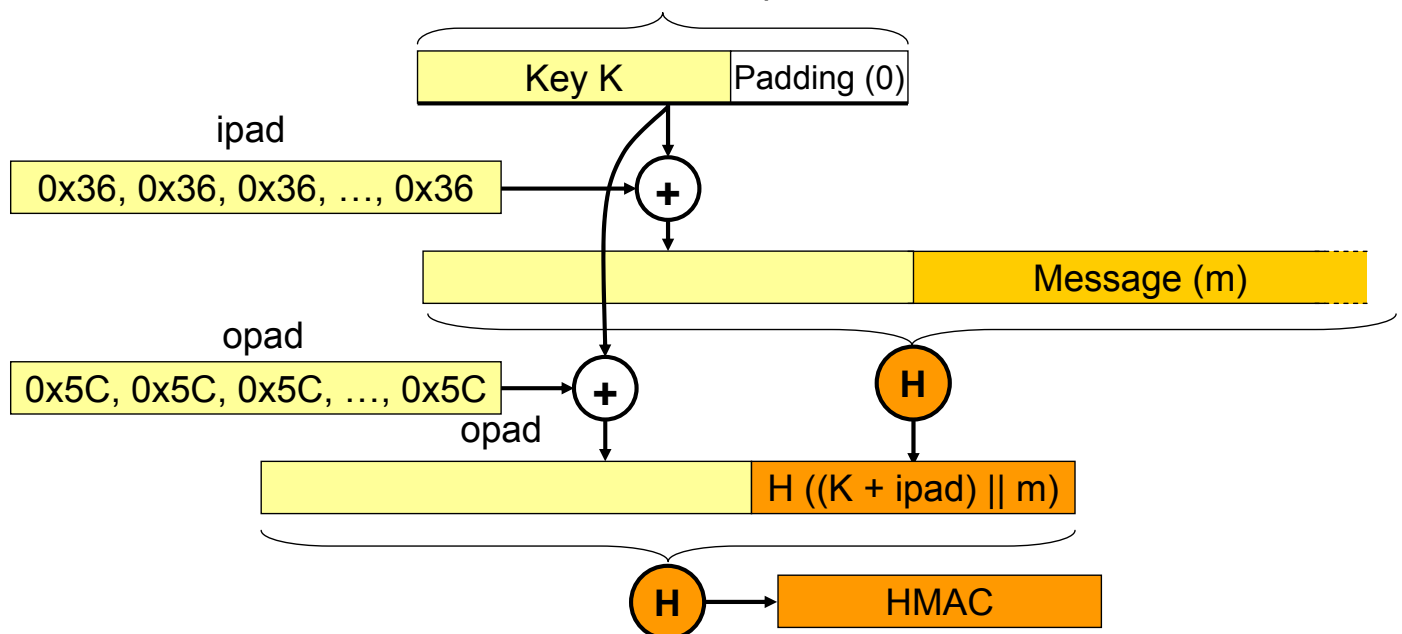 Key K
Padding (0)
ipad
0x36, 0x36, 0x36, …, 0x36
+
Message (m)
opad
0x5C, 0x5C, 0x5C, …, 0x5C
+
H
opad
H ((K + ipad) || m)
H
HMAC